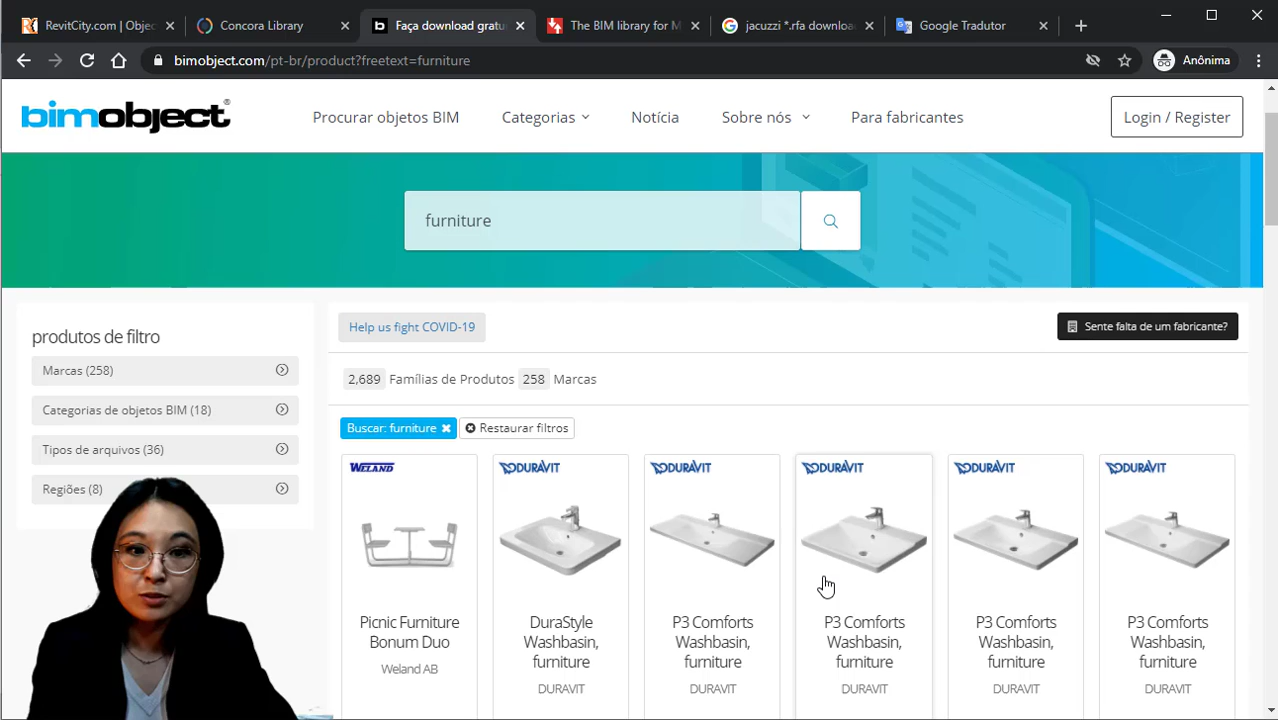 RevitCity.com | Objec
Concora Library
Faça download gratu
The BIM library for M
jacuzzi *.rfa downloa
Google Tradutor
bimobject.com/pt-br/product?freetext=furniture
Anônima
bimobject®
Procurar objetos BIM
Categorias
Notícia
Sobre nós
Para fabricantes
Login / Register
furniture
produtos de filtro
Marcas (258)
Categorias de objetos BIM (18)
Tipos de arquivos (36)
Regiões (8)
Help us fight COVID-19
Sente falta de um fabricante?
2,689 Famílias de Produtos 258 Marcas
Buscar: furniture
Restaurar filtros
WELAND
Picnic Furniture
Bonum Duo
Weland AB
DURAVIT
DuraStyle
Washbasin,
furniture
DURAVIT
DURAVIT
P3 Comforts
Washbasin,
furniture
DURAVIT
DURAVIT
P3 Comforts
Washbasin,
furniture
DURAVIT
DURAVIT
P3 Comforts
Washbasin,
furniture
DURAVIT
DURAVIT
P3 Comforts
Washbasin,
furniture
DURAVIT